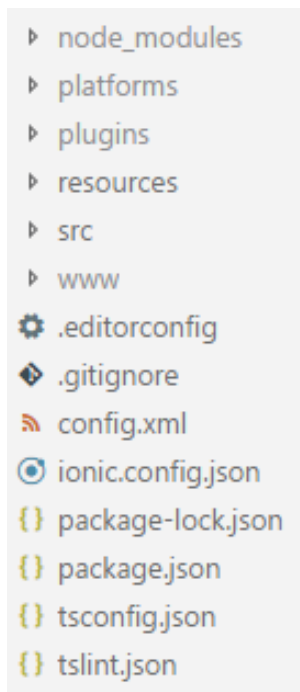 node_modules
platforms
plugins
resources
src
www
.editorconfig
.gitignore
config.xml
ionic.config.json
package-lock.json
package.json
tsconfig.json
tslint.json